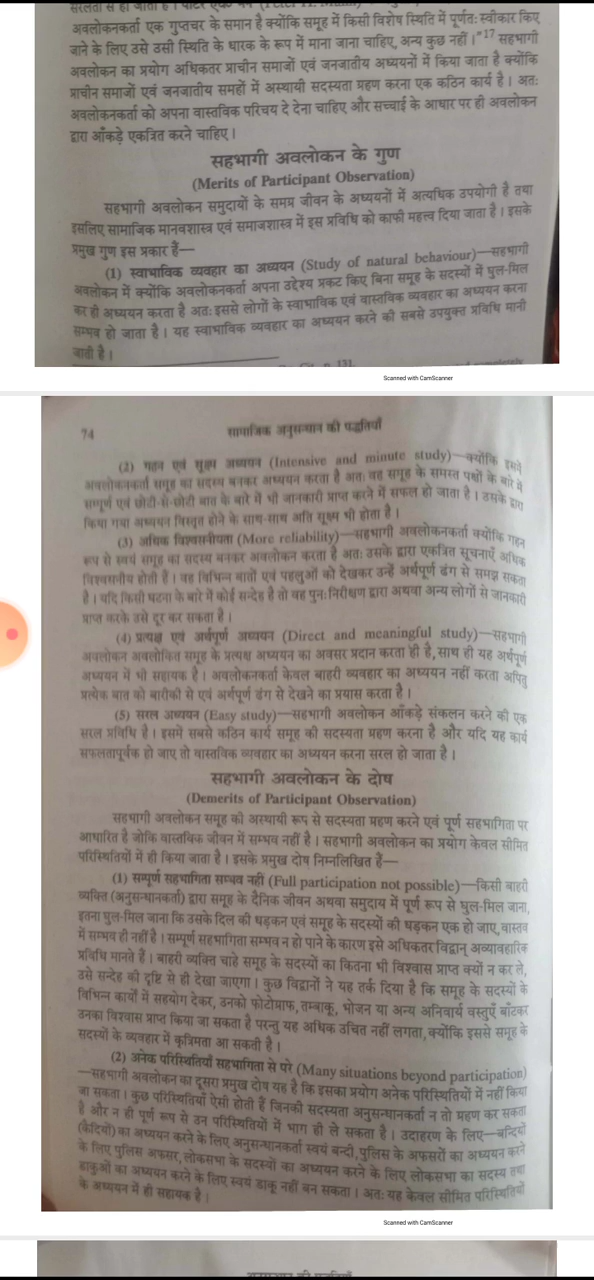 सरलता से हो जाता है।
अवलोकनकर्ता एक गुप्तचर के समान है क्योंकि समूह में किसी विशेष स्थिति में पूर्णतः स्वीकार किए
जाने के लिए उसे उसी स्थिति के धारक के रूप में माना जाना चाहिए, अन्य कुछ नहीं।"17 सहभागी
अवलोकन का प्रयोग अधिकतर प्राचीन समाजों एवं जनजातीय अध्ययनों में किया जाता है क्योंकि
प्राचीन समाजों एवं जनजातीय समहों में अस्थायी सदस्यता ग्रहण करना एक कठिन कार्य है। अतः
अवलोकनकर्ता को अपना वास्तविक परिचय दे देना चाहिए और सच्चाई के आधार पर ही अवलोकन
द्वारा आँकड़े एकत्रित करने चाहिए।
सहभागी अवलोकन के गुण
(Merits of Participant Observation)
सहभागी अवलोकन समुदायों के समग्र जीवन के अध्ययनों में अत्यधिक उपयोगी है तथा
इसलिए सामाजिक मानवशास्त्र एवं समाजशास्त्र में इस प्रविधि को काफी महत्व दिया जाता है। इसके
प्रमुख गुण इस प्रकार हैं—
(1) स्वाभाविक व्यवहार का अध्ययन (Study of natural behaviour)—सहभागी
अवलोकन में क्योंकि अवलोकनकर्ता अपना उद्देश्य प्रकट किए बिना समूह के सदस्यों में घुल-मिल
कर ही अध्ययन करता है अतः इससे लोगों के स्वाभाविक एवं वास्तविक व्यवहार का अध्ययन करना
सम्भव हो जाता है। यह स्वाभाविक व्यवहार का अध्ययन करने की सबसे उपयुक्त प्रविधि मानी
जाती है।
p. 131.
Scanned with CamScanner
74 सामाजिक अनुसन्धान की पद्धतियाँ
(2) गहन एवं सूक्ष्म अध्ययन (Intensive and minute study)—क्योंकि इसमें
अवलोकनकर्ता समूह का सदस्य बनकर अध्ययन करता है अतः वह समूह के समस्त पक्षों के बारे में
सम्पूर्ण एवं छोटी-से-छोटी बात के बारे में भी जानकारी प्राप्त करने में सफल हो जाता है। उसके द्वारा
किया गया अध्ययन विस्तृत होने के साथ-साथ अति सूक्ष्म भी होता है।
(3) अधिक विश्वसनीयता (More reliability)—सहभागी अवलोकनकर्ता क्योंकि गहन
रूप से स्वयं समूह का सदस्य बनकर अवलोकन करता है अतः उसके द्वारा एकत्रित सूचनाएँ अधिक
विश्वसनीय होती हैं। वह विभिन्न बातों एवं पहलुओं को देखकर उन्हें अर्थपूर्ण ढंग से समझ सकता
है। यदि किसी घटना के बारे में कोई सन्देह है तो वह पुनःनिरीक्षण द्वारा अथवा अन्य लोगों से जानकारी
प्राप्त करके उसे दूर कर सकता है।
(4) प्रत्यक्ष एवं अर्थपूर्ण अध्ययन (Direct and meaningful study)—सहभागी
अवलोकन अवलोकित समूह के प्रत्यक्ष अध्ययन का अवसर प्रदान करता ही है, साथ ही यह अर्थपूर्ण
अध्ययन में भी सहायक है। अवलोकनकर्ता केवल बाहरी व्यवहार का अध्ययन नहीं करता अपितु
प्रत्येक बात को बारीकी से एवं अर्थपूर्ण ढंग से देखने का प्रयास करता है।
(5) सरल अध्ययन (Easy study)—सहभागी अवलोकन आँकड़े संकलन करने की एक
सरल प्रविधि है। इसमें सबसे कठिन कार्य समूह की सदस्यता ग्रहण करना है और यदि यह कार्य
सफलतापूर्वक हो जाए तो वास्तविक व्यवहार का अध्ययन करना सरल हो जाता है।
सहभागी अवलोकन के दोष
(Demerits of Participant Observation)
सहभागी अवलोकन समूह की अस्थायी रूप से सदस्यता ग्रहण करने एवं पूर्ण सहभागिता पर
आधारित है जोकि वास्तविक जीवन में सम्भव नहीं है। सहभागी अवलोकन का प्रयोग केवल सीमित
परिस्थितियों में ही किया जाता है। इसके प्रमुख दोष निम्नलिखित हैं—
(1) सम्पूर्ण सहभागिता सम्भव नहीं (Full participation not possible)—किसी बाहरी
व्यक्ति (अनुसन्धानकर्ता) द्वारा समूह के दैनिक जीवन अथवा समुदाय में पूर्ण रूप से घुल-मिल जाना,
इतना घुल-मिल जाना कि उसके दिल की धड़कन एवं समूह के सदस्यों की धड़कन एक हो जाए, वास्तव
में सम्भव ही नहीं है। सम्पूर्ण सहभागिता सम्भव न हो पाने के कारण इसे अधिकतर विद्वान् अव्यावहारिक
प्रविधि मानते हैं। बाहरी व्यक्ति चाहे समूह के सदस्यों का कितना भी विश्वास प्राप्त क्यों न कर ले,
उसे सन्देह की दृष्टि से ही देखा जाएगा। कुछ विद्वानों ने यह तर्क दिया है कि समूह के सदस्यों के
विभिन्न कार्यों में सहयोग देकर, उनको फोटोग्राफ, तम्बाकू, भोजन या अन्य अनिवार्य वस्तुएँ बाँटकर
उनका विश्वास प्राप्त किया जा सकता है परन्तु यह अधिक उचित नहीं लगता, क्योंकि इससे समूह के
सदस्यों के व्यवहार में कृत्रिमता आ सकती है।
(2) अनेक परिस्थितियाँ सहभागिता से परे (Many situations beyond participation)
—सहभागी अवलोकन का दूसरा प्रमुख दोष यह है कि इसका प्रयोग अनेक परिस्थितियों में नहीं किया
जा सकता। कुछ परिस्थितियाँ ऐसी होती हैं जिनकी सदस्यता अनुसन्धानकर्ता न तो ग्रहण कर सकता
है और न ही पूर्ण रूप से उन परिस्थितियों में भाग ही ले सकता है। उदाहरण के लिए—बन्दियों
(कैदियों) का अध्ययन करने के लिए अनुसन्धानकर्ता स्वयं बन्दी, पुलिस के अफसरों का अध्ययन करने
के लिए पुलिस अफसर, लोकसभा के सदस्यों का अध्ययन करने के लिए लोकसभा का सदस्य तथा
डाकुओं का अध्ययन करने के लिए स्वयं डाकू नहीं बन सकता। अतः यह केवल सीमित परिस्थितियों
के अध्ययन में ही सहायक है।
Scanned with CamScanner